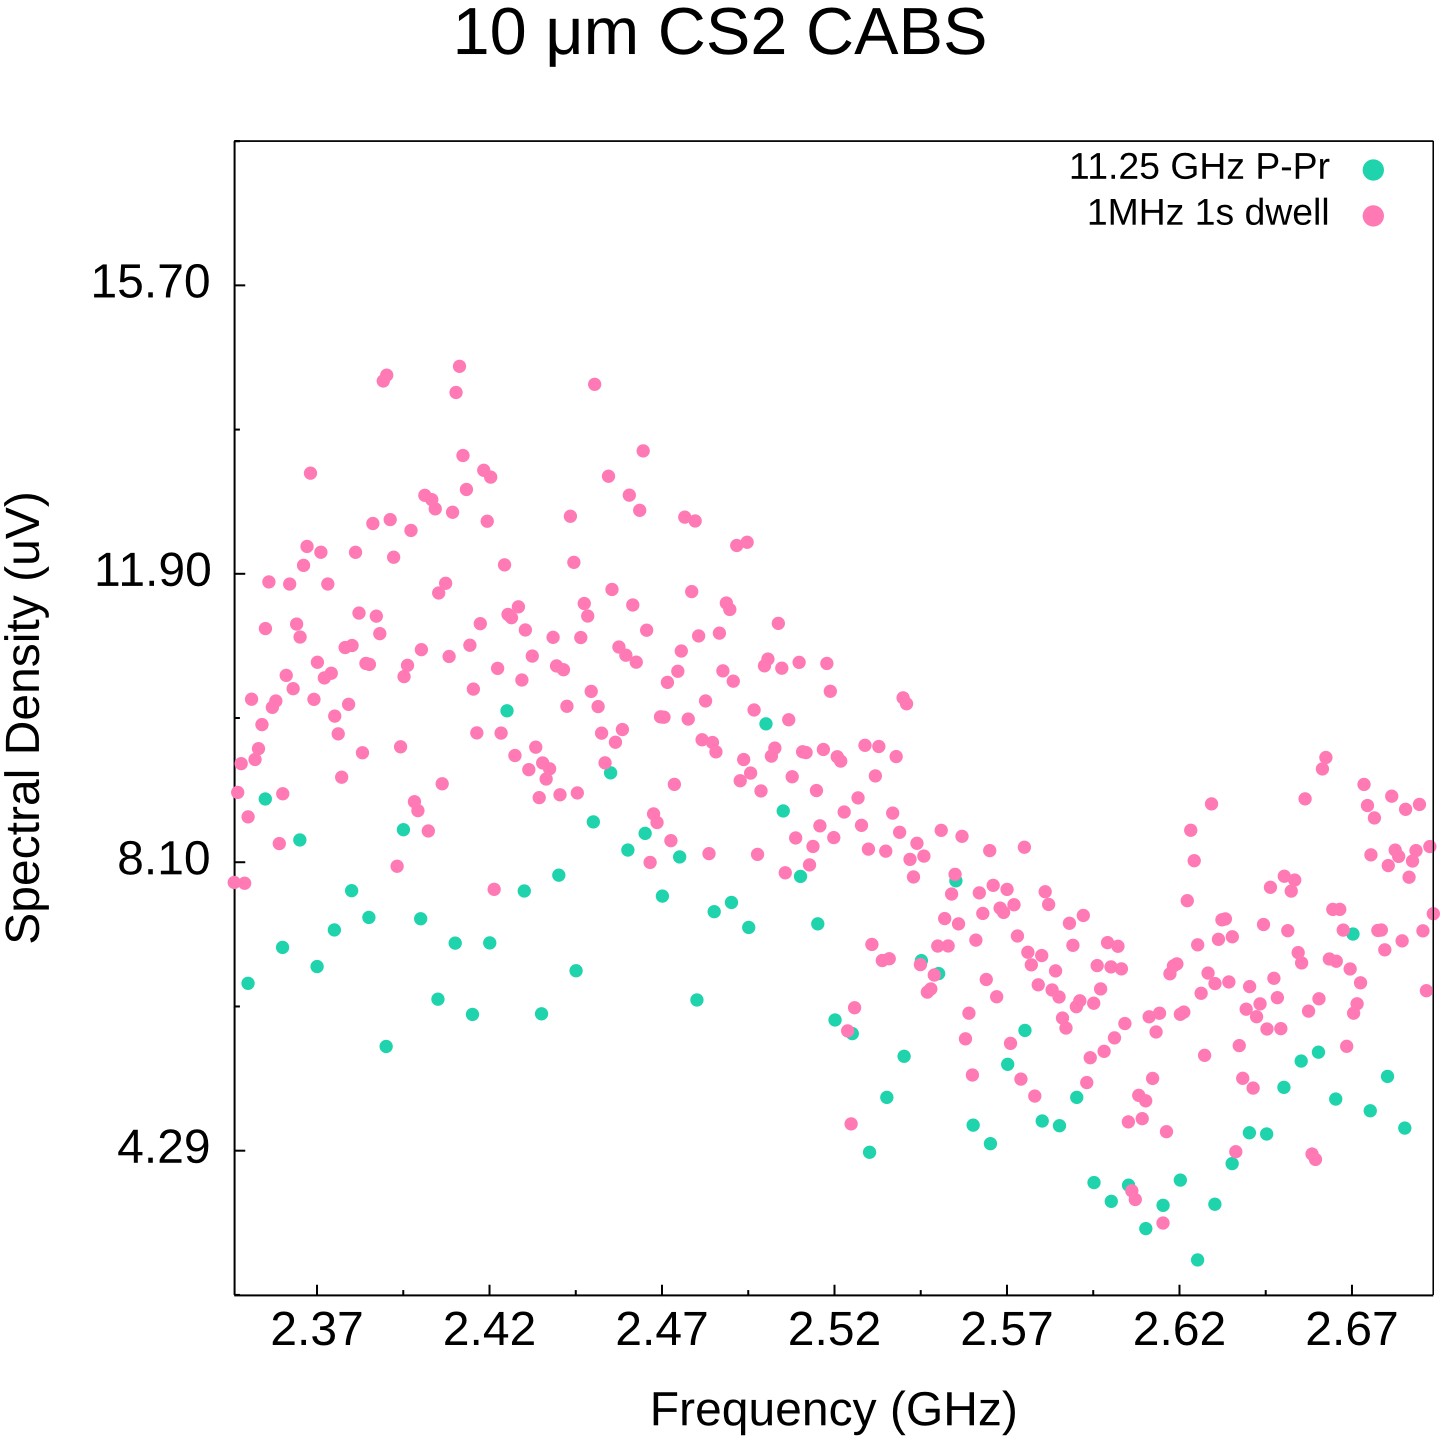 10 μm CS2 CABS
11.25 GHz P-Pr
1MHz 1s dwell
15.70
11.90
8.10
4.29
Spectral Density (uV)
2.37 2.42 2.47 2.52 2.57 2.62 2.67
Frequency (GHz)